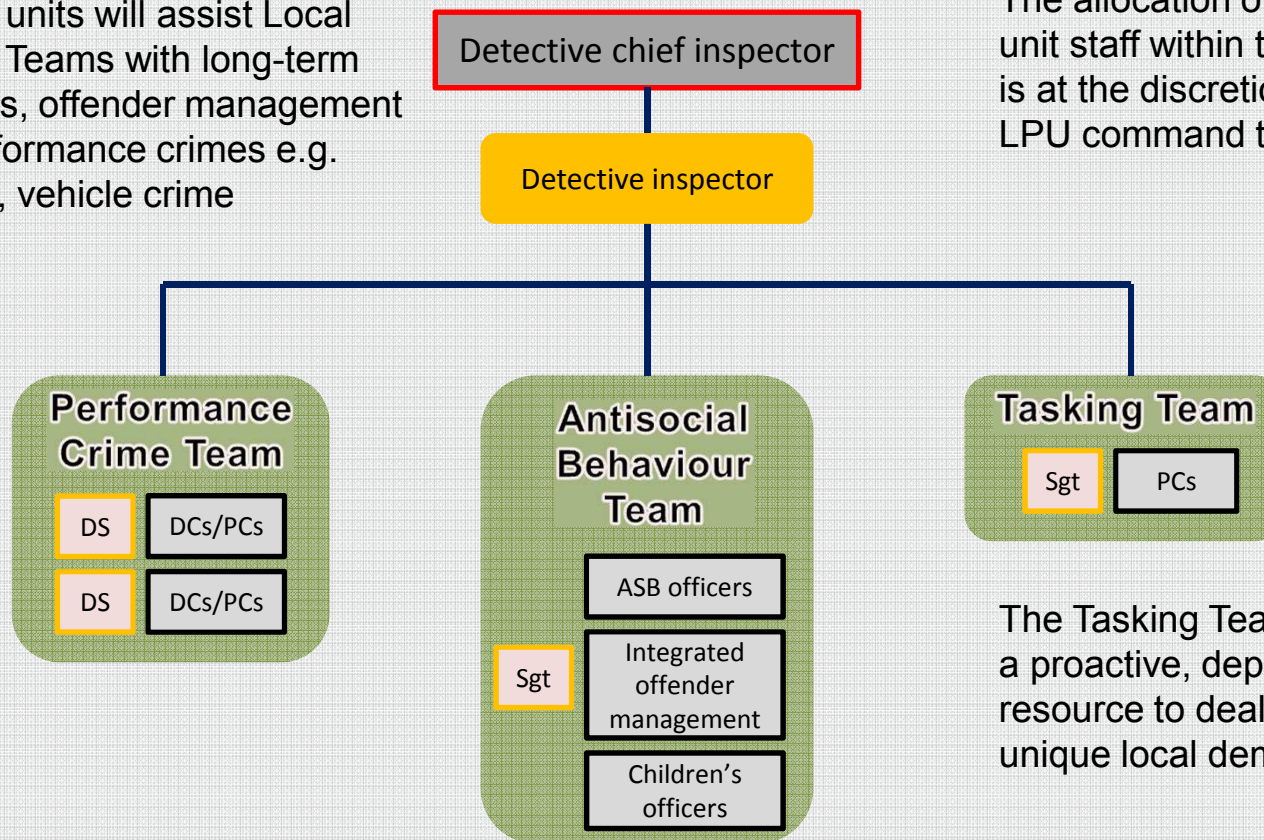 units will assist Local
Teams with long-term
s, offender management
formance crimes e.g.
, vehicle crime
Detective chief inspector
The allocation o
unit staff within t
is at the discretio
LPU command t
Detective inspector
Performance
Crime Team
DS DCs/PCs
DS DCs/PCs
Antisocial
Behaviour
Team
ASB officers
Sgt
Integrated
offender
management
Children's
officers
Tasking Team
Sgt PCs
The Tasking Tea
a proactive, dep
resource to deal
unique local dem